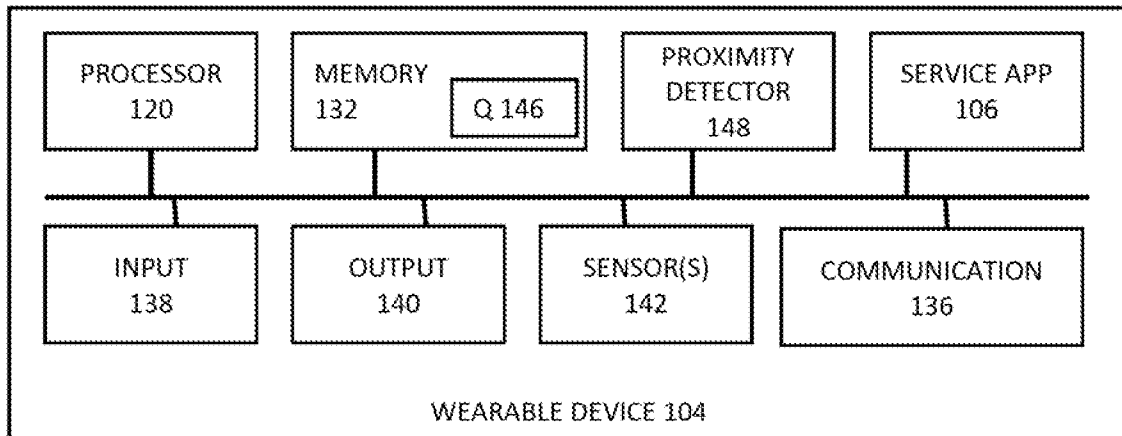 PROCESSOR
120
MEMORY
132
Q 146
PROXIMITY
DETECTOR
148
SERVICE APP
106
INPUT
138
OUTPUT
140
SENSOR(S)
142
COMMUNICATION
136
WEARABLE DEVICE 104